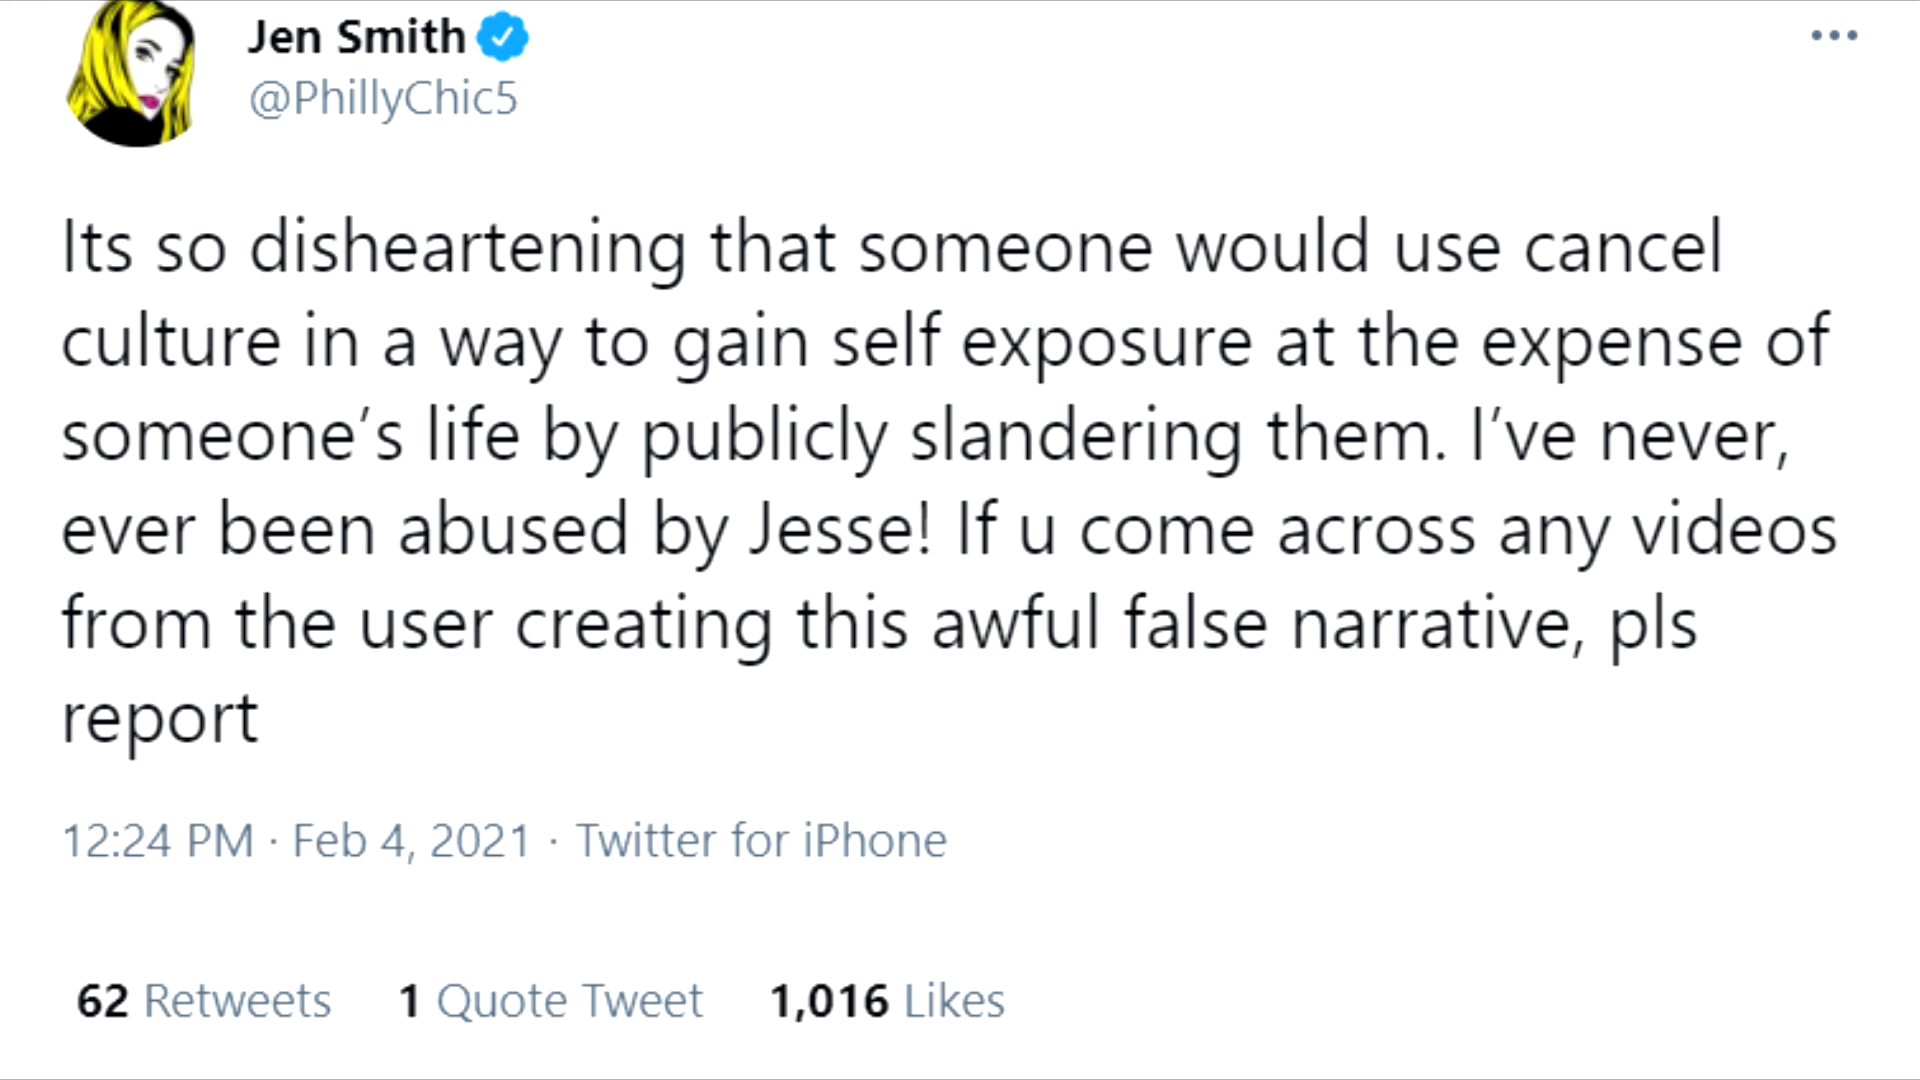 Jen Smith
@PhillyChic5
Its so disheartening that someone would use cancel
culture in a way to gain self exposure at the expense of
someone’s life by publicly slandering them. I’ve never,
ever been abused by Jesse! If u come across any videos
from the user creating this awful false narrative, pls
report
12:24 PM · Feb 4, 2021 · Twitter for iPhone
62 Retweets 1 Quote Tweet 1,016 Likes